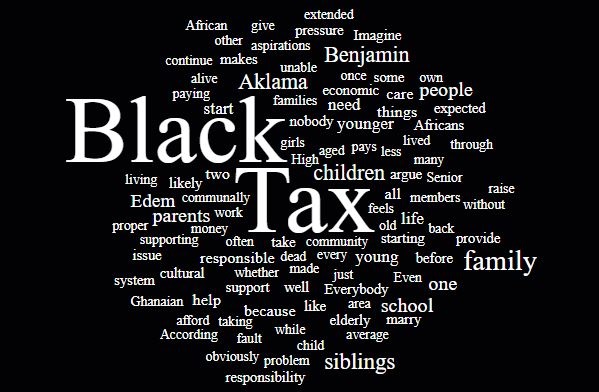 extended
African give
pressure Imagine
other aspirations
Benjamin
continue makes
unable
alive Aklama once some own
paying families economic care people
start need things expected
Black nobody younger Africans
girls
High aged pays less lived through
many
living likely two children argue Senior
Tax all members raise
Edem communally feels without
parents work old life
proper money back
supporting often take community starting provide
issue responsible dead every young before family
system cultural whether made just Even one
support well Everybody
Ghanaian help because like area school
afford taking elderly marry
According fault while average
child
obviously problem siblings
responsibility